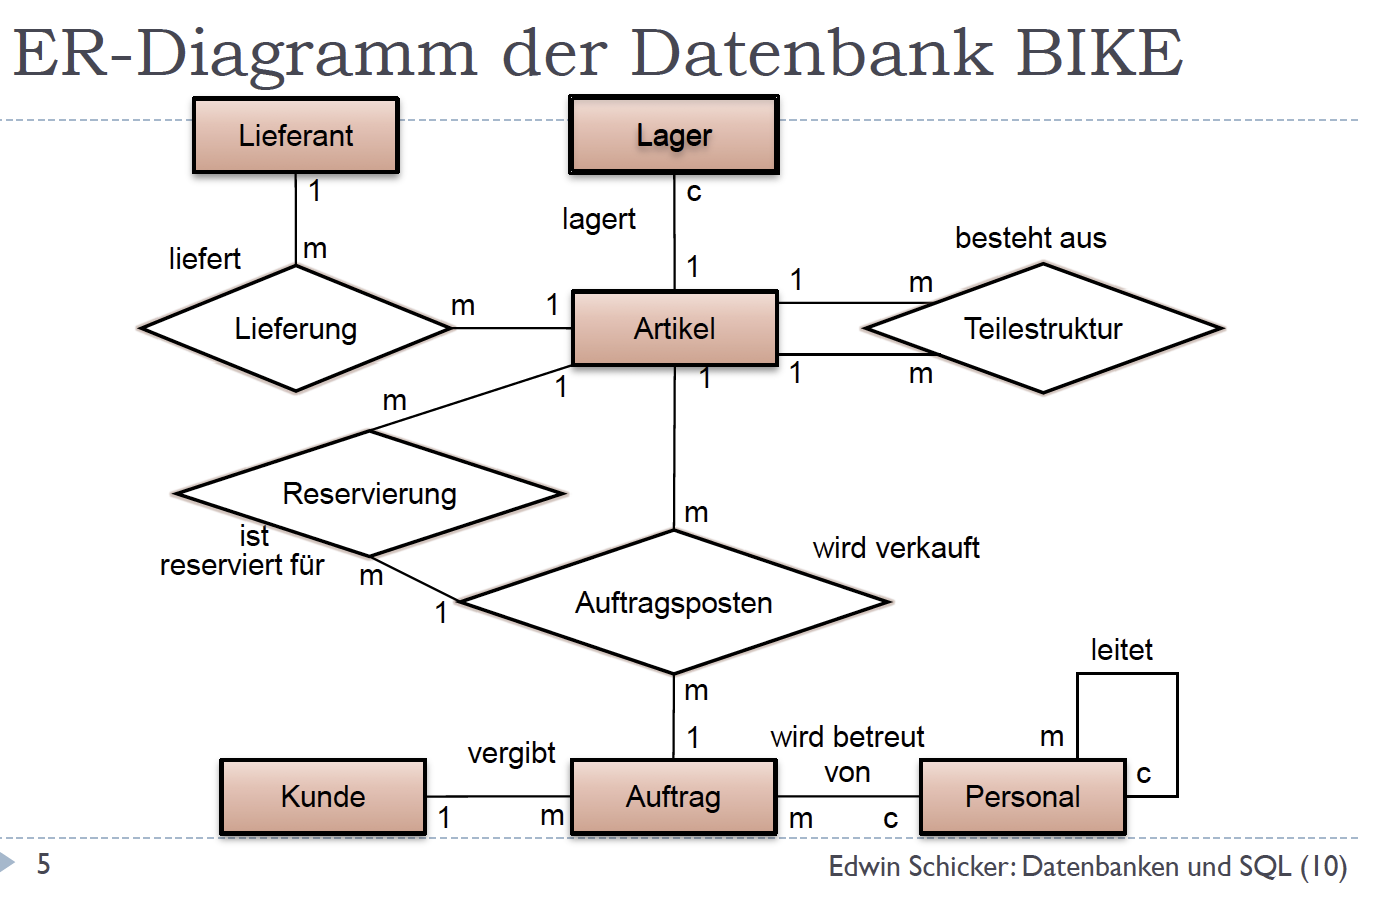 ER-Diagramm der Datenbank BIKE
Lieferant
Lager
1
c
lagert
liefert
m
besteht aus
1
m
1
1
m
Lieferung
Artikel
Teilestruktur
m
1
1
1
m
Reservierung
ist
reserviert für
m
m
wird verkauft
1
Auftragsposten
m
1
leitet
vergibt
wird betreut
von
m
Kunde
Auftrag
Personal
c
1
m
m
c
5
Edwin Schicker: Datenbanken und SQL (10)